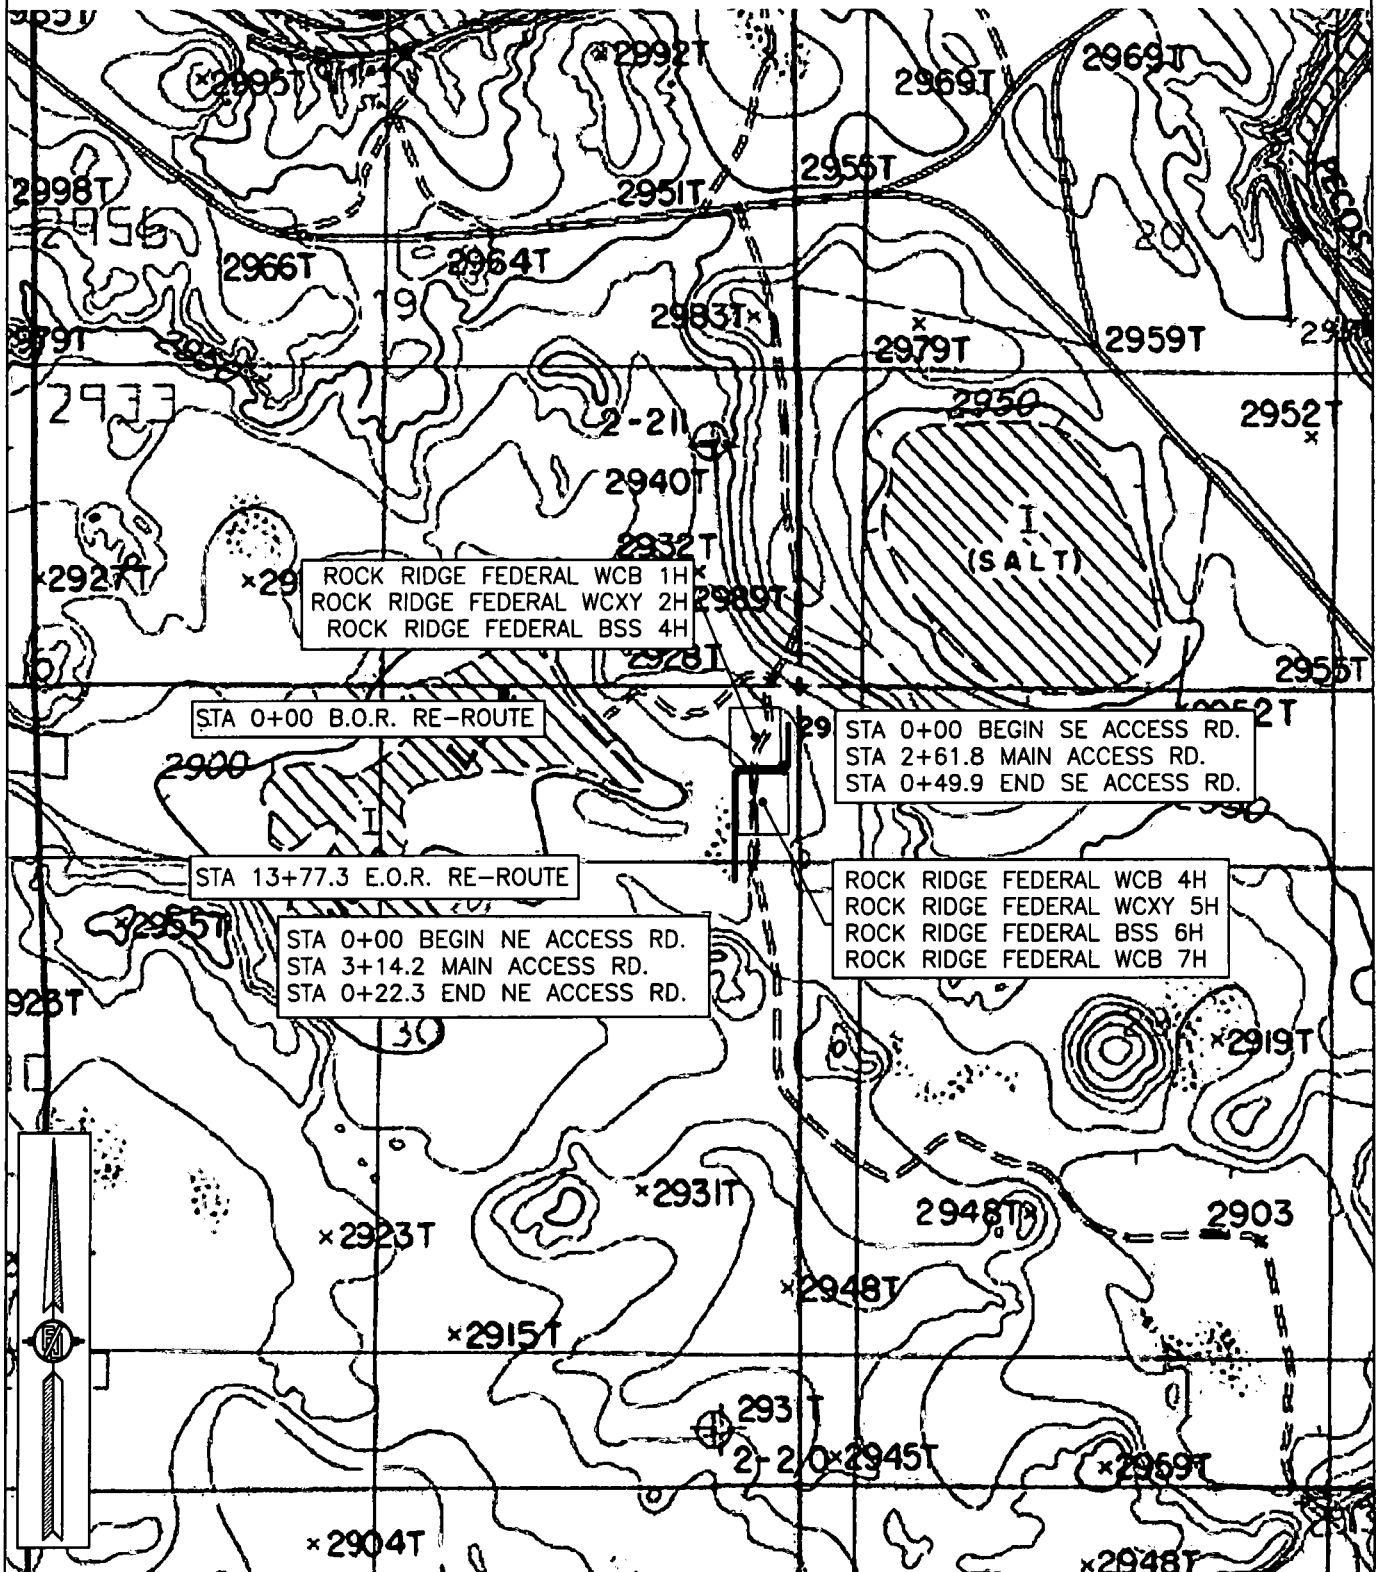 2995T
2992T
2969T
2969T
2998T
2951T
2955T
PECOS
2956
2966T
2964T
20
19
2983T
2979T
2959T
2933
2950
2952T
2-211
2940T
I
(SALT)
2932T
2927T
ROCK RIDGE FEDERAL WCB 1H
ROCK RIDGE FEDERAL WCXY 2H
ROCK RIDGE FEDERAL BSS 4H
2989T
2928T
2955T
STA 0+00 B.O.R. RE-ROUTE
STA 0+00 BEGIN SE ACCESS RD.
STA 2+61.8 MAIN ACCESS RD.
STA 0+49.9 END SE ACCESS RD.
2900
I
STA 13+77.3 E.O.R. RE-ROUTE
ROCK RIDGE FEDERAL WCB 4H
ROCK RIDGE FEDERAL WCXY 5H
ROCK RIDGE FEDERAL BSS 6H
ROCK RIDGE FEDERAL WCB 7H
2955T
STA 0+00 BEGIN NE ACCESS RD.
STA 3+14.2 MAIN ACCESS RD.
STA 0+22.3 END NE ACCESS RD.
30
2919T
2931T
2948T
2903
2923T
2948T
2915T
2931T
2945T
2959T
2904T
2948T